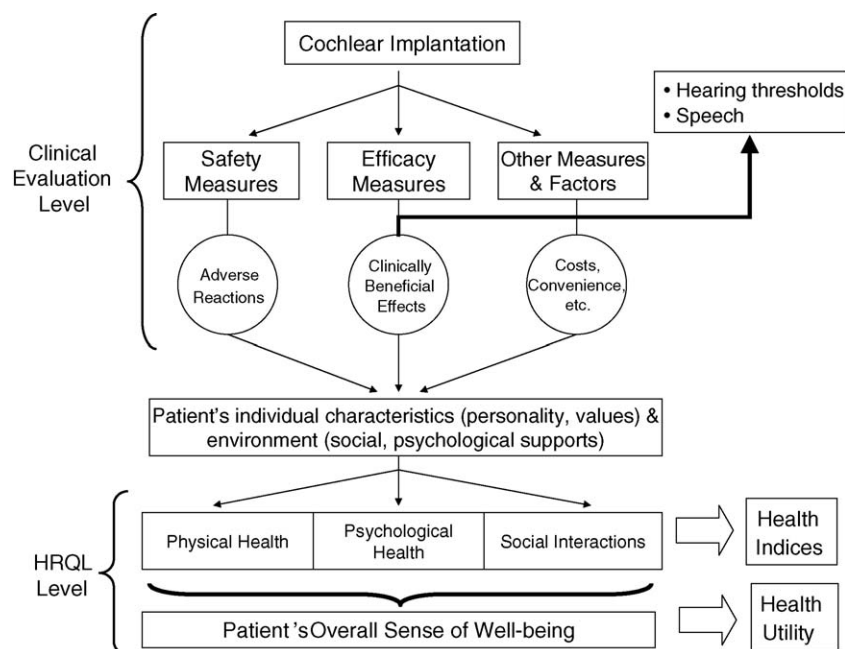 Cochlear Implantation
• Hearing thresholds
• Speech
Clinical
Evaluation
Level
Safety
Measures
Efficacy
Measures
Other Measures
& Factors
Adverse
Reactions
Clinically
Beneficial
Effects
Costs,
Convenience,
etc.
Patient's individual characteristics (personality, values) &
environment (social, psychological supports)
HRQL
Level
Physical Health
Psychological
Health
Social Interactions
Health
Indices
Patient's Overall Sense of Well-being
Health
Utility